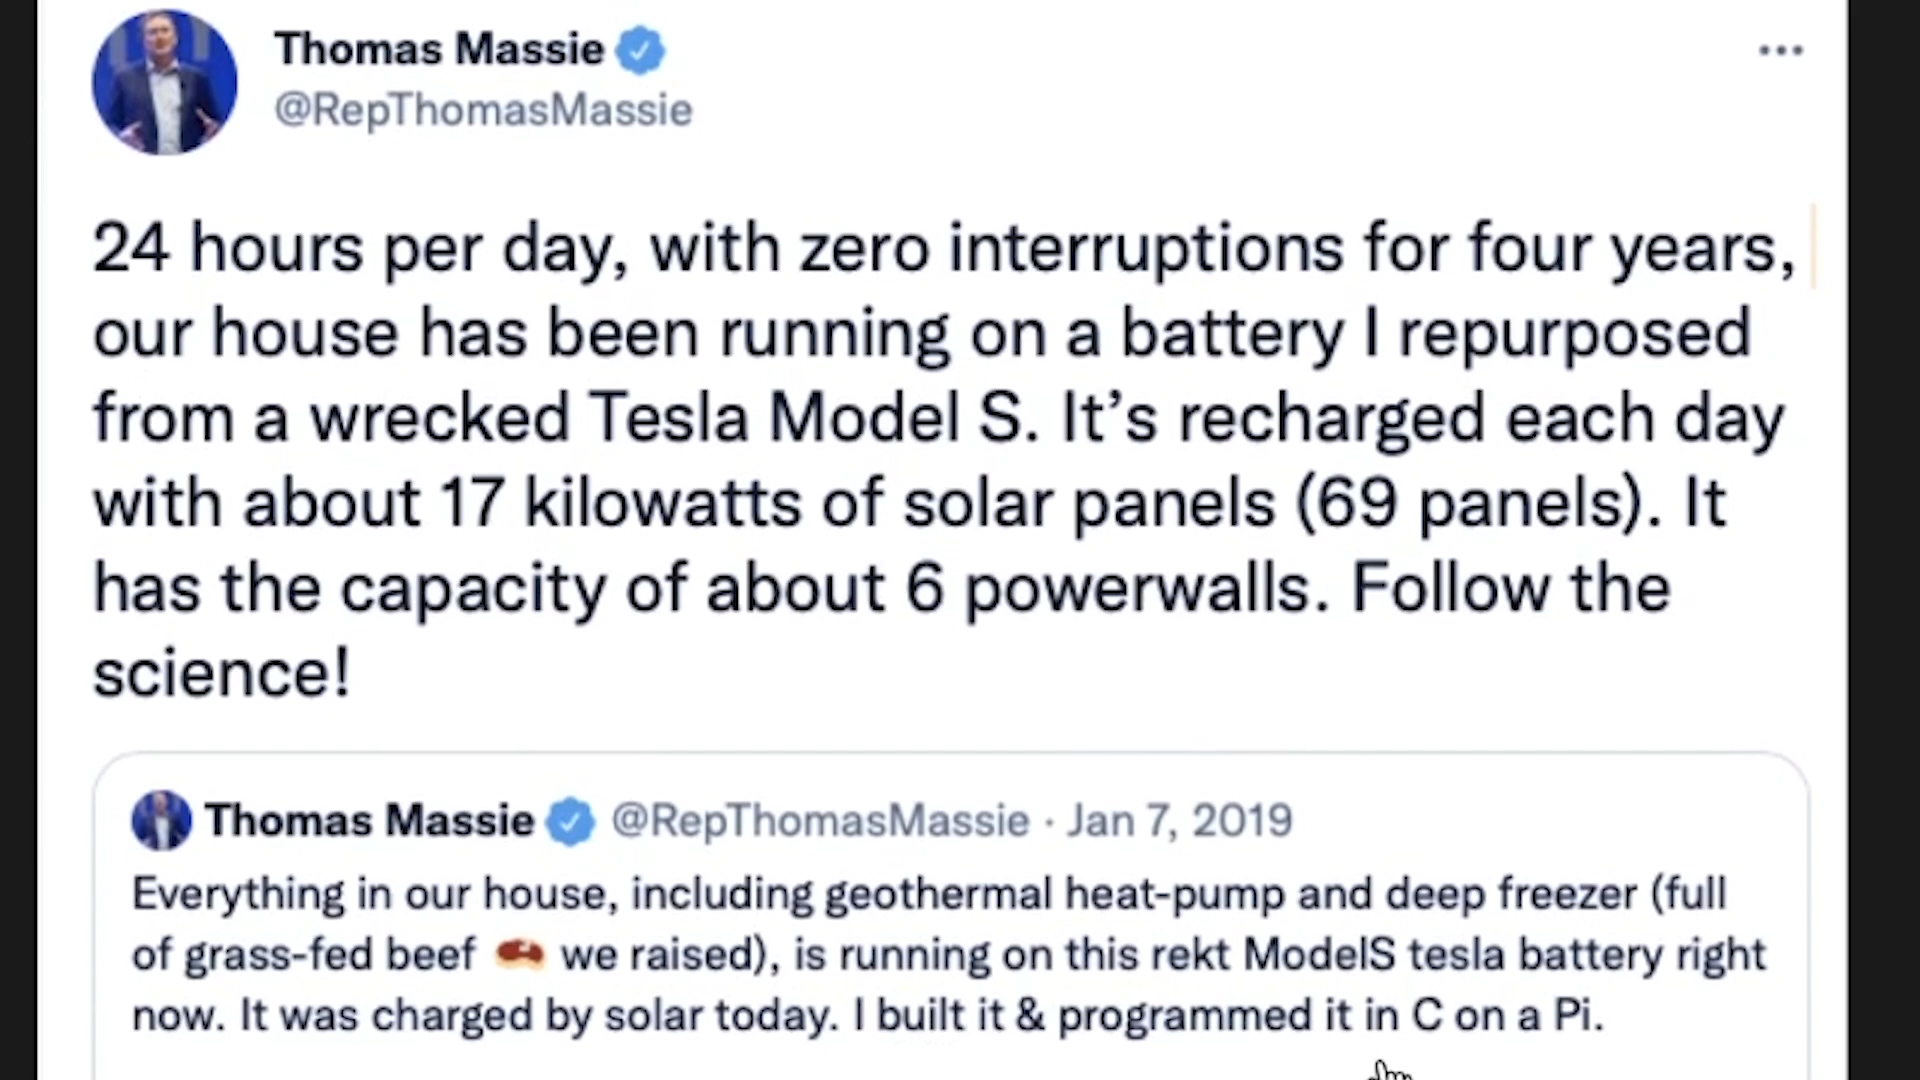 Thomas Massie
@RepThomasMassie
24 hours per day, with zero interruptions for four years,
our house has been running on a battery I repurposed
from a wrecked Tesla Model S. It’s recharged each day
with about 17 kilowatts of solar panels (69 panels). It
has the capacity of about 6 powerwalls. Follow the
science!
Thomas Massie @RepThomasMassie · Jan 7, 2019
Everything in our house, including geothermal heat-pump and deep freezer (full
of grass-fed beef 🥩 we raised), is running on this rekt ModelS tesla battery right
now. It was charged by solar today. I built it & programmed it in C on a Pi.